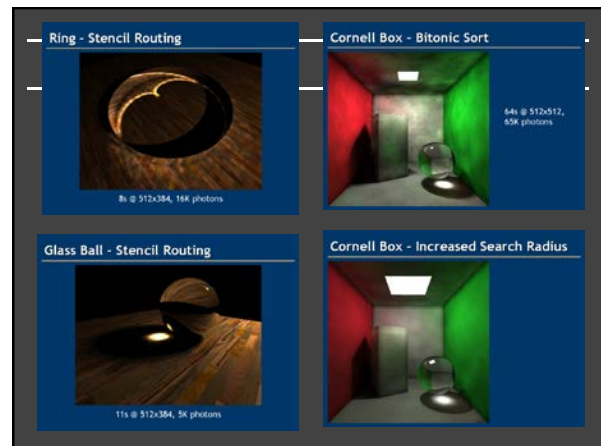 Ring - Stencil Routing
8s @ 512x384, 16K photons
Cornell Box - Bitonic Sort
64s @ 512x512,
65K photons
Glass Ball - Stencil Routing
11s @ 512x384, 5K photons
Cornell Box - Increased Search Radius